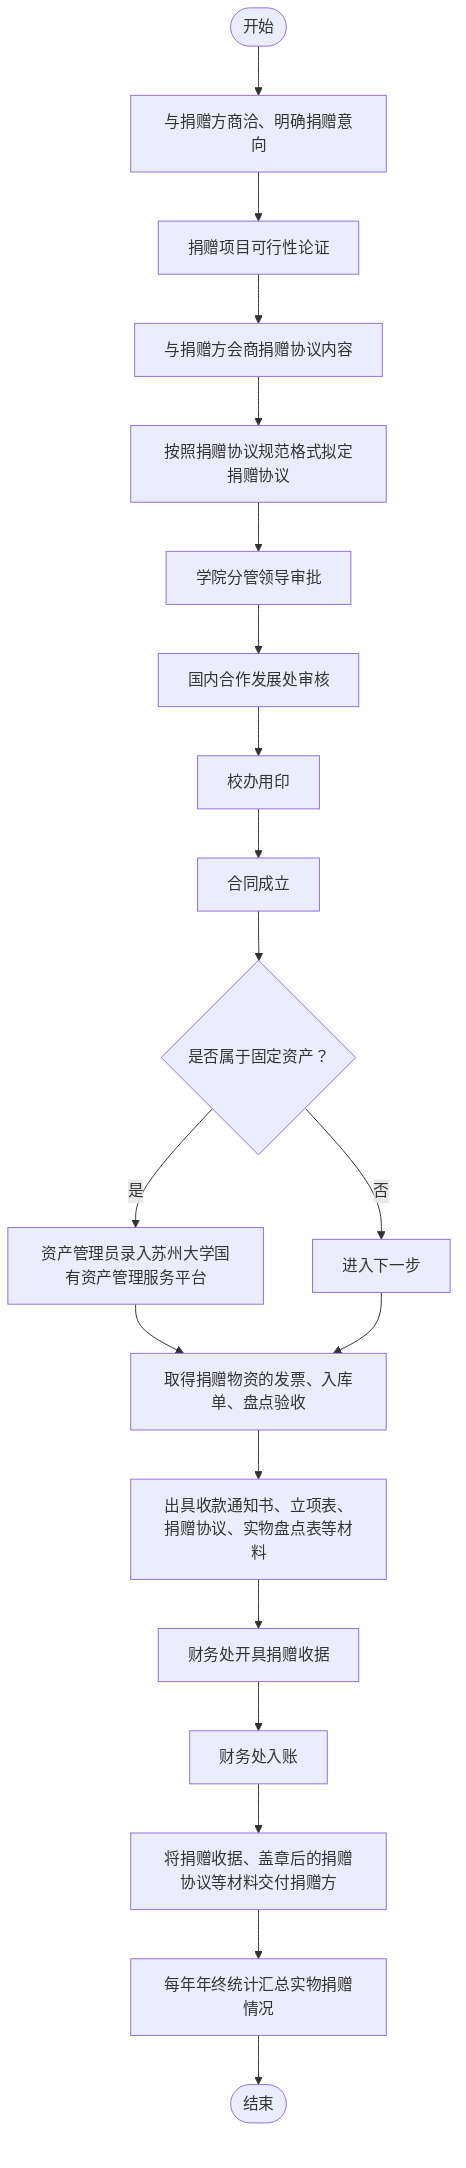 开始
与捐赠方商洽、明确捐赠意
向
捐赠项目可行性论证
与捐赠方会商捐赠协议内容
按照捐赠协议规范格式拟定
捐赠协议
学院分管领导审批
国内合作发展处审核
校办用印
合同成立
是否属于固定资产？
是
否
资产管理员录入苏州大学国
有资产管理服务平台
进入下一步
取得捐赠物资的发票、入库
单、盘点验收
出具收款通知书、立项表、
捐赠协议、实物盘点表等材
料
财务处开具捐赠收据
财务处入账
将捐赠收据、盖章后的捐赠
协议等材料交付捐赠方
每年年终统计汇总实物捐赠
情况
结束